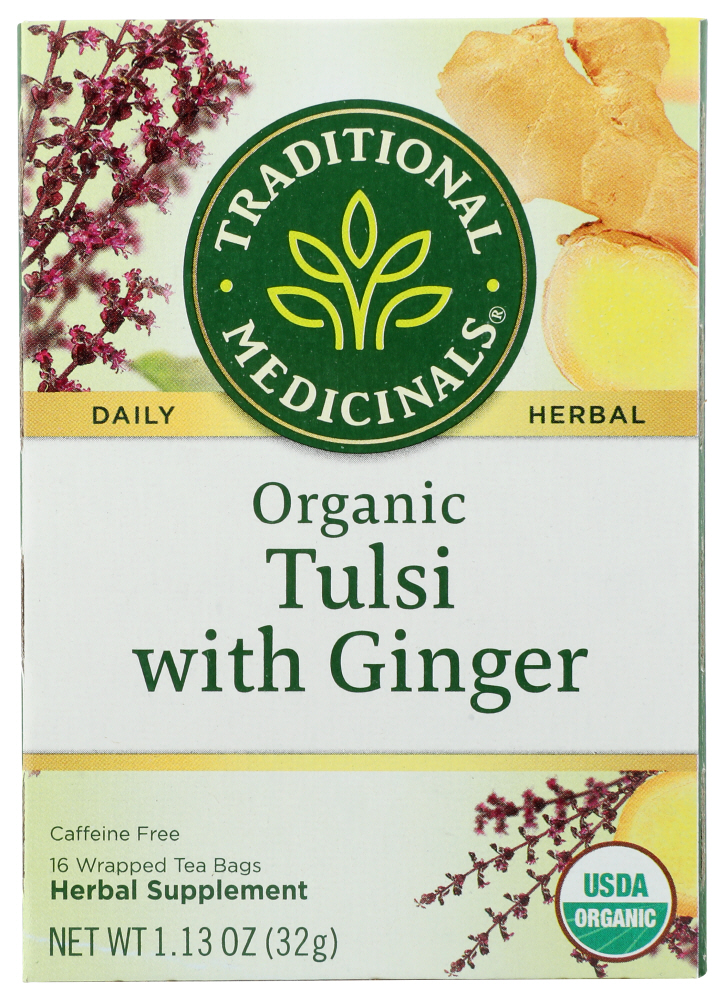 TRADITIONAL
MEDICINALS®
DAILY
HERBAL
Organic
Tulsi
with Ginger
Caffeine Free
16 Wrapped Tea Bags
Herbal Supplement
NET WT 1.13 OZ (32g)
USDA
ORGANIC